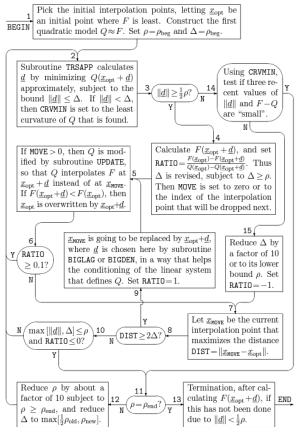 1
BEGIN
Pick the initial interpolation points, letting x_opt be
an initial point where F is least. Construct the first
quadratic model Q≈F. Set ρ=ρ_beg and Δ=ρ_beg.
2
Subroutine TRSAPP calculates
d by minimizing Q(x_opt + d)
approximately, subject to the
bound ‖d‖ ≤ Δ. If ‖d‖ < Δ,
then CRVMIN is set to the least
curvature of Q that is found.
3
‖d‖ ≥ ½ρ?
N
Y
14
Using CRVMIN,
test if three re-
cent values of
‖d‖ and F−Q
are “small”.
Y
N
4
Calculate F(x_opt + d), and set
RATIO = (F(x_opt)−F(x_opt+d))/(Q(x_opt)−Q(x_opt+d)). Thus
Δ is revised, subject to Δ ≥ ρ.
Then MOVE is set to zero or to
the index of the interpolation
point that will be dropped next.
5
If MOVE > 0, then Q is modified
by subroutine UPDATE,
so that Q interpolates F at
x_opt + d instead of at x_MOVE.
If F(x_opt+d) < F(x_opt), then
x_opt is overwritten by x_opt+d.
6
RATIO
≥ 0.1?
Y
N
9
x_MOVE is going to be replaced by x_opt+d,
where d is chosen here by subroutine
BIGLAG or BIGDEN, in a way that helps
the conditioning of the linear system
that defines Q. Set RATIO = 1.
15
Reduce Δ by
a factor of 10
or to its lower
bound ρ. Set
RATIO = −1.
7
Let x_MOVE be the current
interpolation point that
maximizes the distance
DIST = ‖x_MOVE − x_opt‖.
8
DIST ≥ 2Δ?
Y
N
10
max[‖d‖, Δ] ≤ ρ
and RATIO ≤ 0?
N
Y
11
ρ = ρ_end?
Y
N
12
Reduce ρ by about a
factor of 10 subject to
ρ ≥ ρ_end, and reduce
Δ to max[½ρ_old, ρ_new].
13
Termination, after calculating
F(x_opt+d), if
this has not been done
due to ‖d‖ < ½ρ.
END